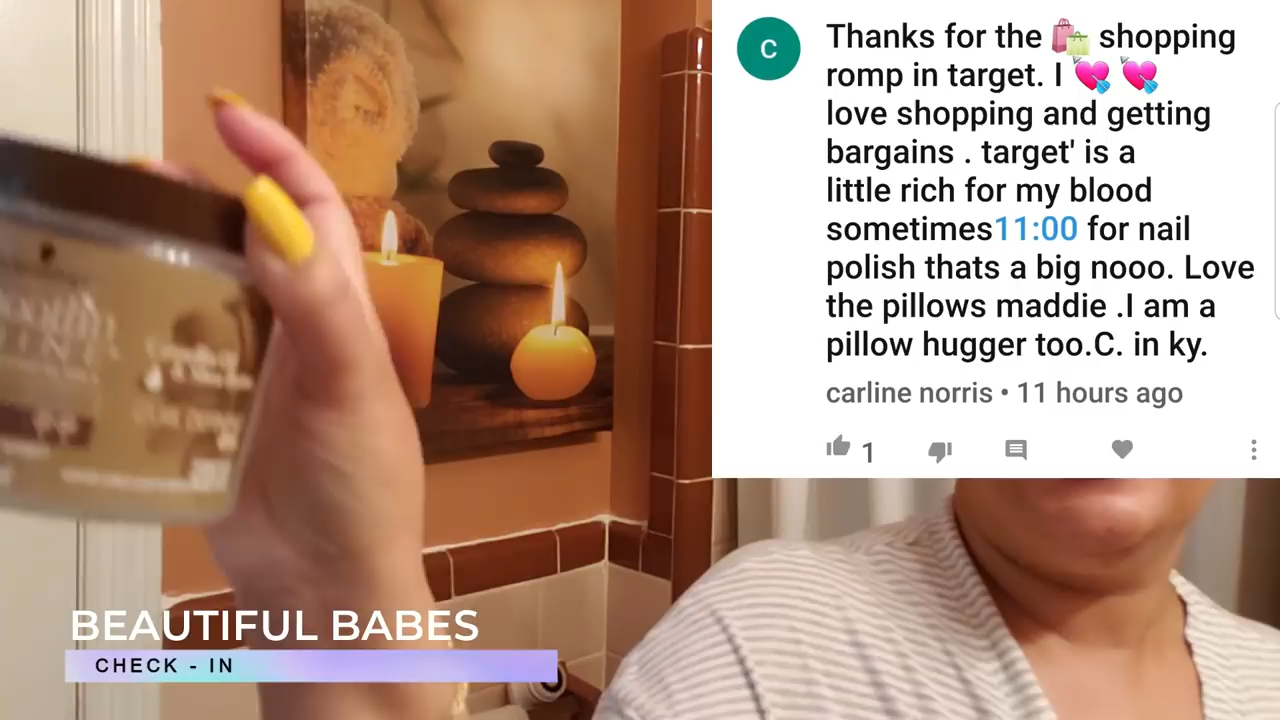 C
Thanks for the 🛍️ shopping
romp in target. I 💘 💘
love shopping and getting
bargains . target' is a
little rich for my blood
sometimes11:00 for nail
polish thats a big nooo. Love
the pillows maddie .I am a
pillow hugger too.C. in ky.
carline norris • 11 hours ago
1
BEAUTIFUL BABES
CHECK - IN